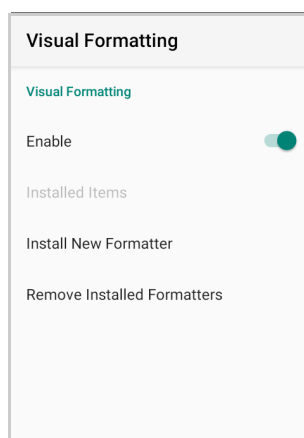 Visual Formatting
Visual Formatting
Enable
Installed Items
Install New Formatter
Remove Installed Formatters